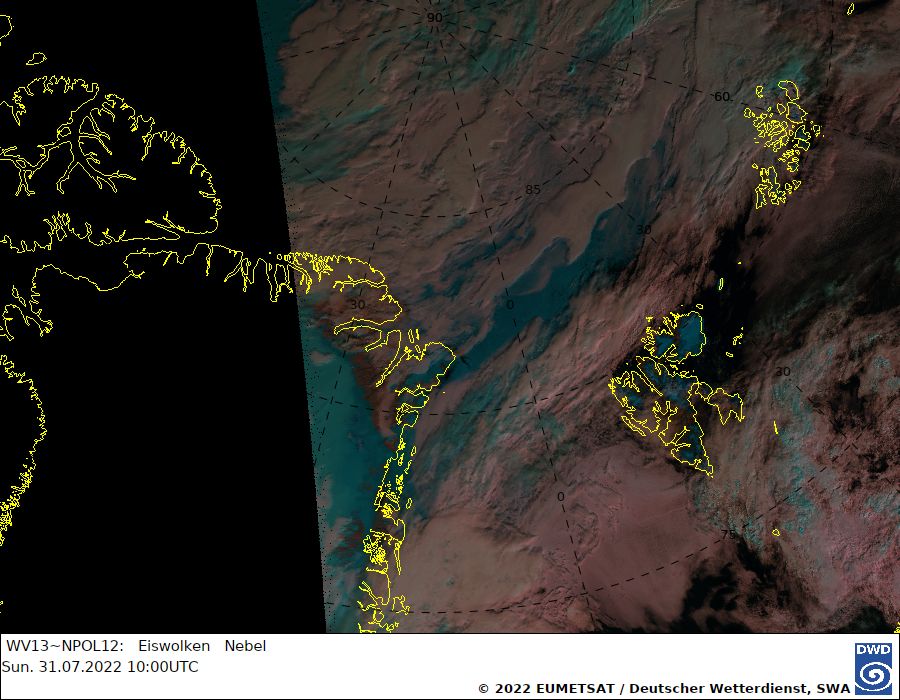 90
60
85
30
0
30
30
0
75
WV13~NPOL12: Eiswolken Nebel
Sun. 31.07.2022 10:00UTC
DWD
© 2022 EUMETSAT / Deutscher Wetterdienst, SWA